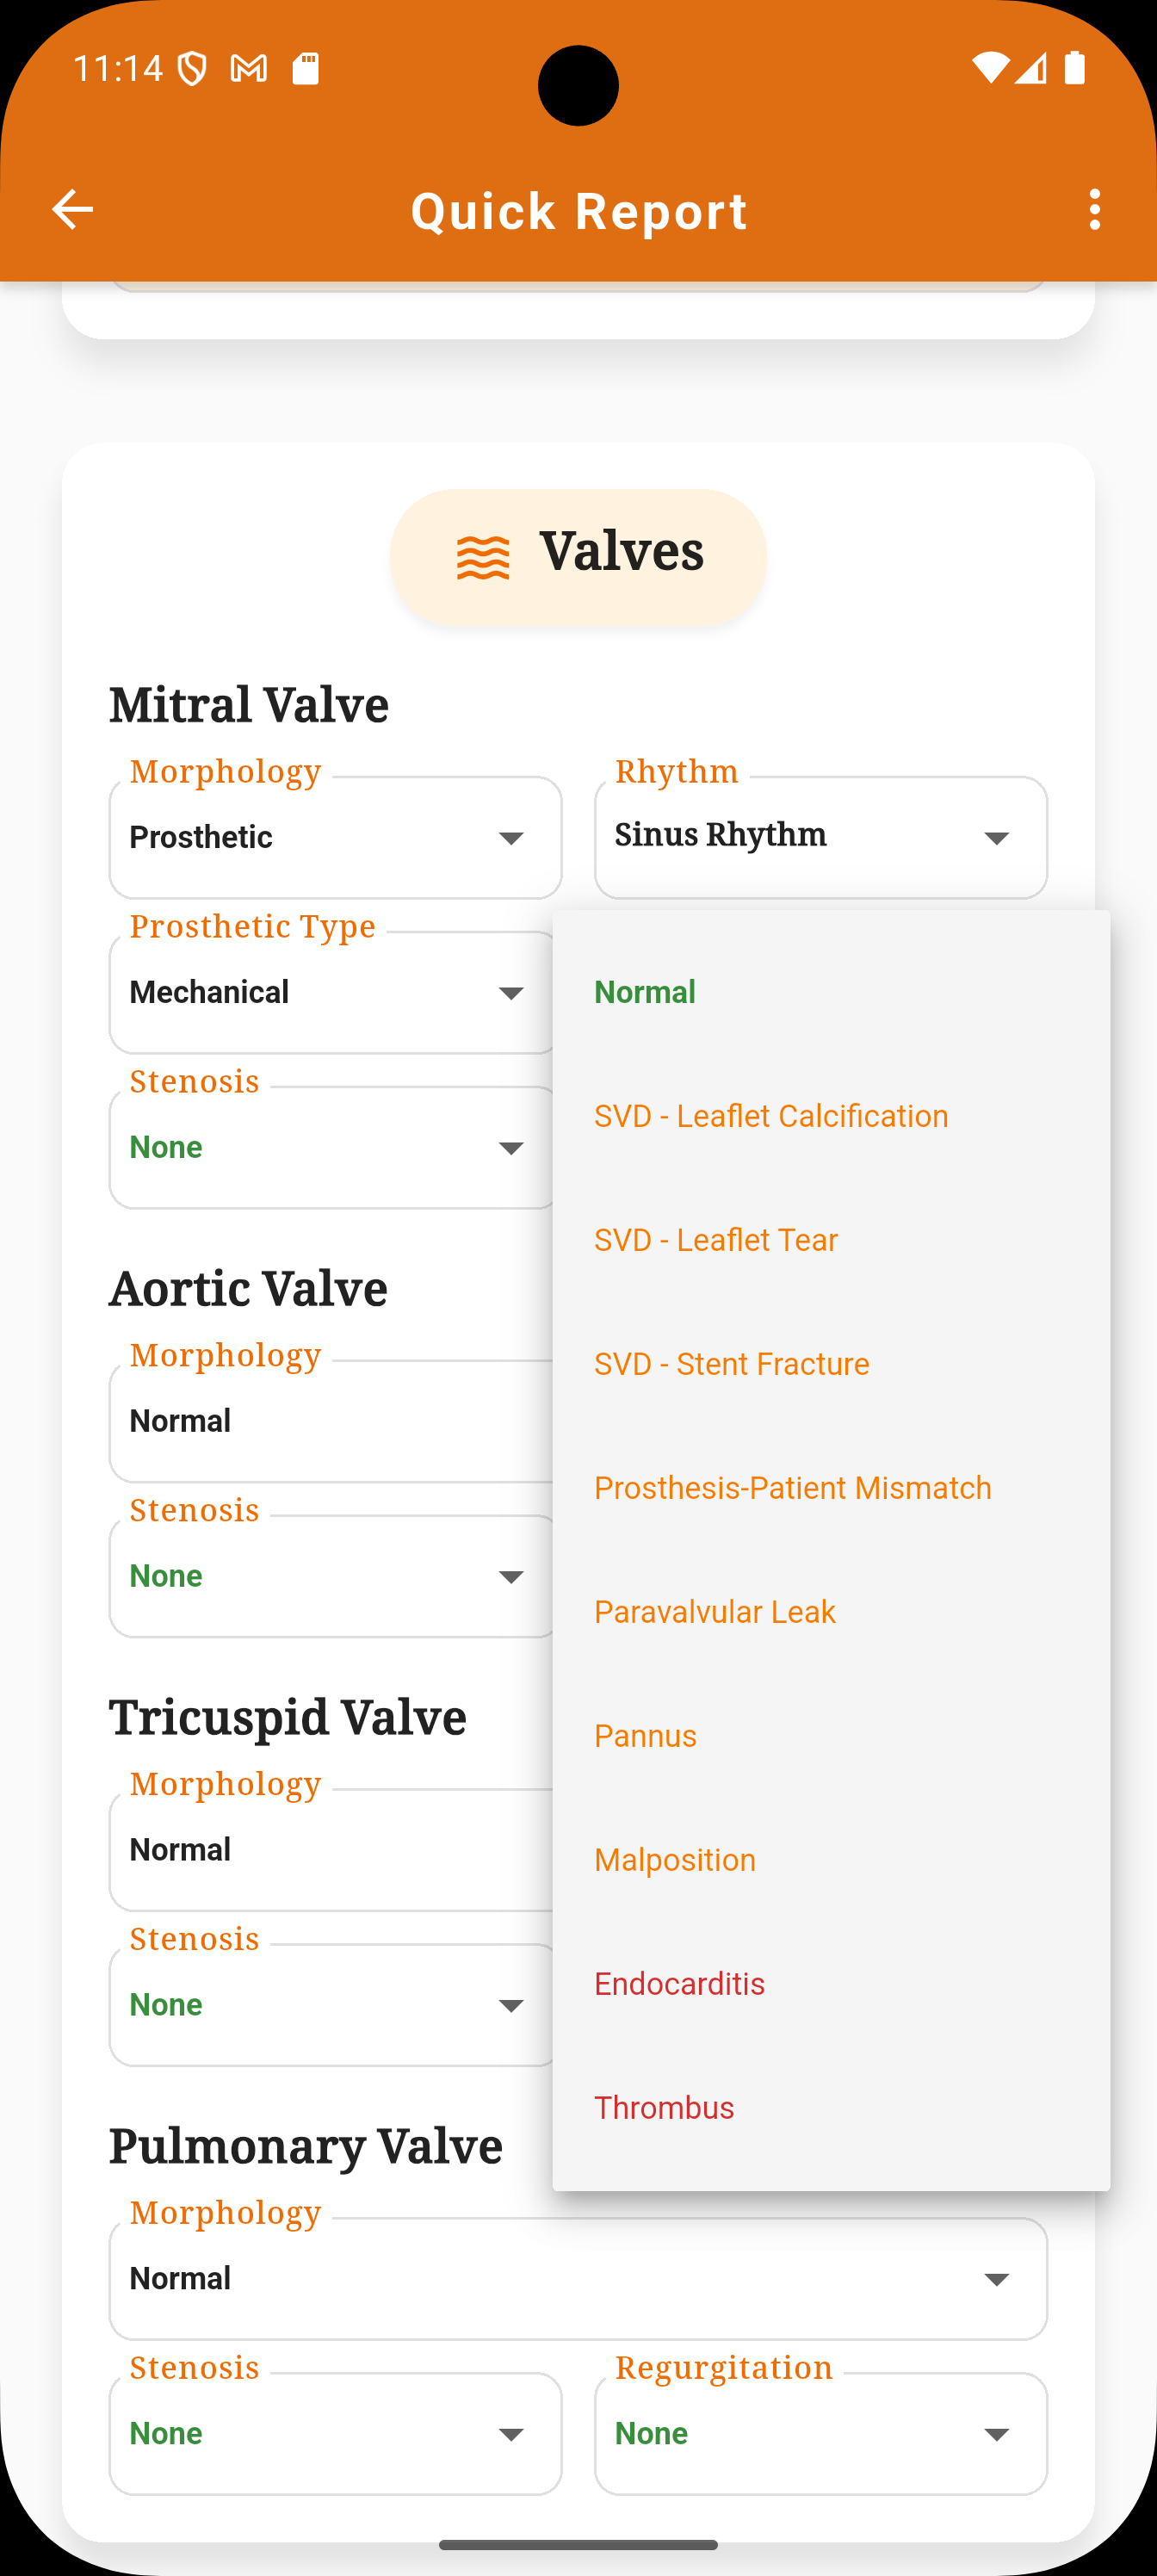 11:14
Quick Report
Valves
Mitral Valve
Morphology
Prosthetic
Rhythm
Sinus Rhythm
Prosthetic Type
Mechanical
Stenosis
None
Normal
SVD - Leaflet Calcification
SVD - Leaflet Tear
SVD - Stent Fracture
Prosthesis-Patient Mismatch
Paravalvular Leak
Pannus
Malposition
Endocarditis
Thrombus
Aortic Valve
Morphology
Normal
Stenosis
None
Tricuspid Valve
Morphology
Normal
Stenosis
None
Pulmonary Valve
Morphology
Normal
Stenosis
None
Regurgitation
None